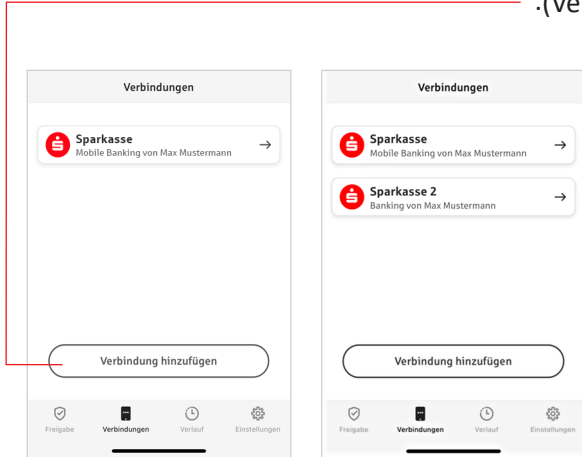 :(Ve
Verbindungen
Sparkasse
Mobile Banking von Max Mustermann
Verbindung hinzufügen
Freigabe
Verbindungen
Verlauf
Einstellungen
Verbindungen
Sparkasse
Mobile Banking von Max Mustermann
Sparkasse 2
Banking von Max Mustermann
Verbindung hinzufügen
Freigabe
Verbindungen
Verlauf
Einstellungen